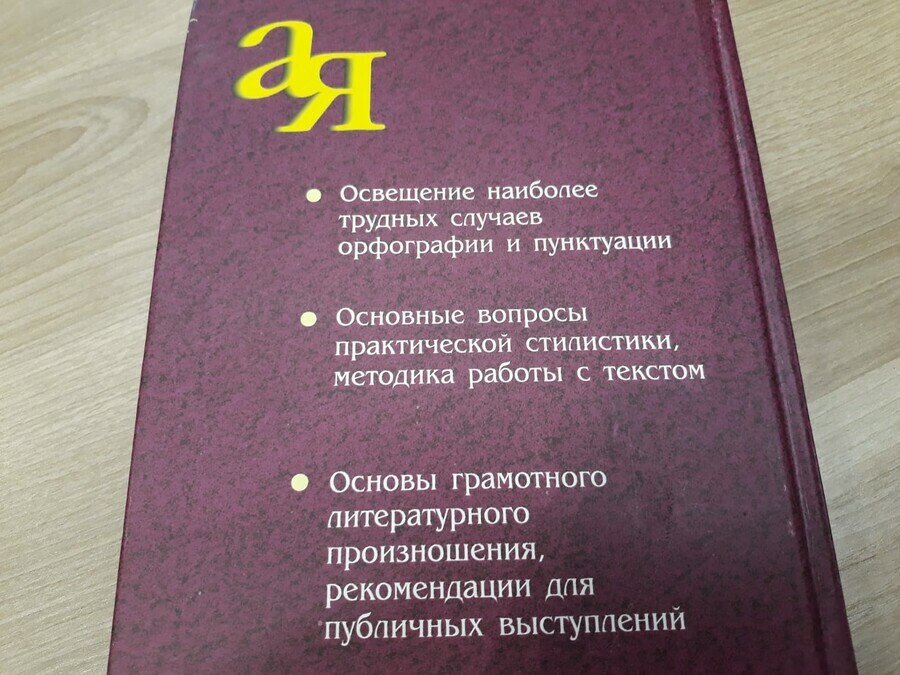 а
Я
• Освещение наиболее
трудных случаев
орфографии и пунктуации
• Основные вопросы
практической стилистики,
методика работы с текстом
• Основы грамотного
литературного
произношения,
рекомендации для
публичных выступлений